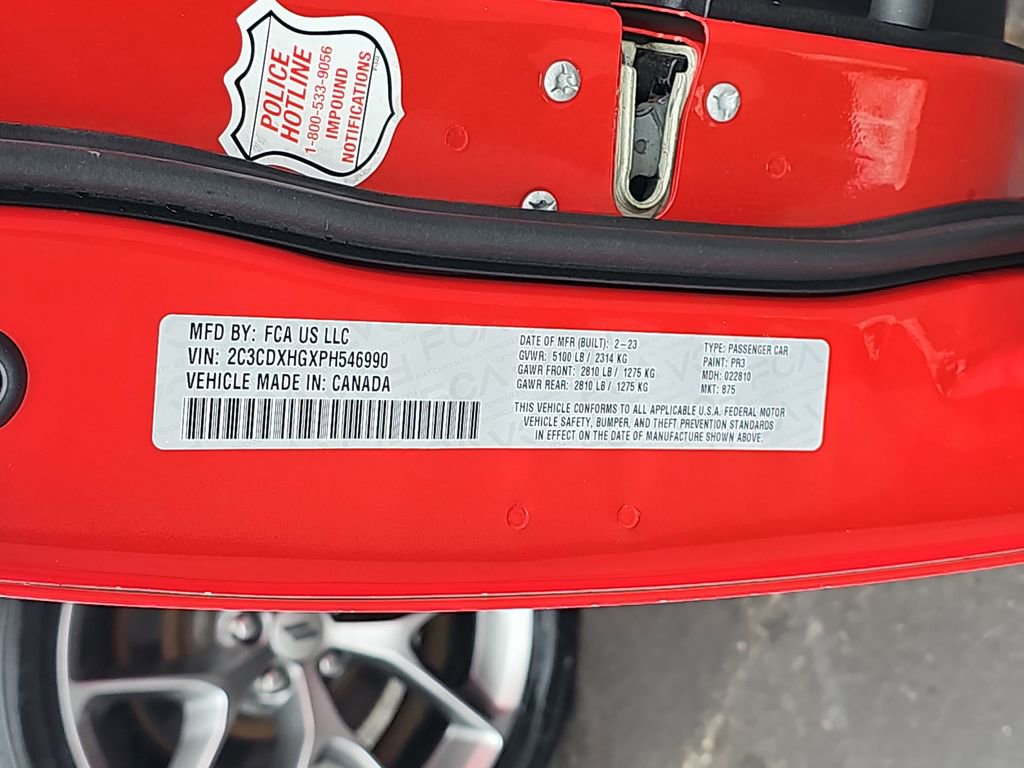 POLICE
HOTLINE
1-800-533-9056
IMPOUND
NOTIFICATIONS
MFD BY: FCA US LLC
VIN: 2C3CDXHGXPH546990
VEHICLE MADE IN: CANADA
DATE OF MFR (BUILT): 2-23
GVWR: 5100 LB / 2314 KG
GAWR FRONT: 2810 LB / 1275 KG
GAWR REAR: 2810 LB / 1275 KG
TYPE: PASSENGER CAR
PAINT: PR3
MDH: 022810
MKT: 875
THIS VEHICLE CONFORMS TO ALL APPLICABLE U.S.A. FEDERAL MOTOR
VEHICLE SAFETY, BUMPER, AND THEFT PREVENTION STANDARDS
IN EFFECT ON THE DATE OF MANUFACTURE SHOWN ABOVE.